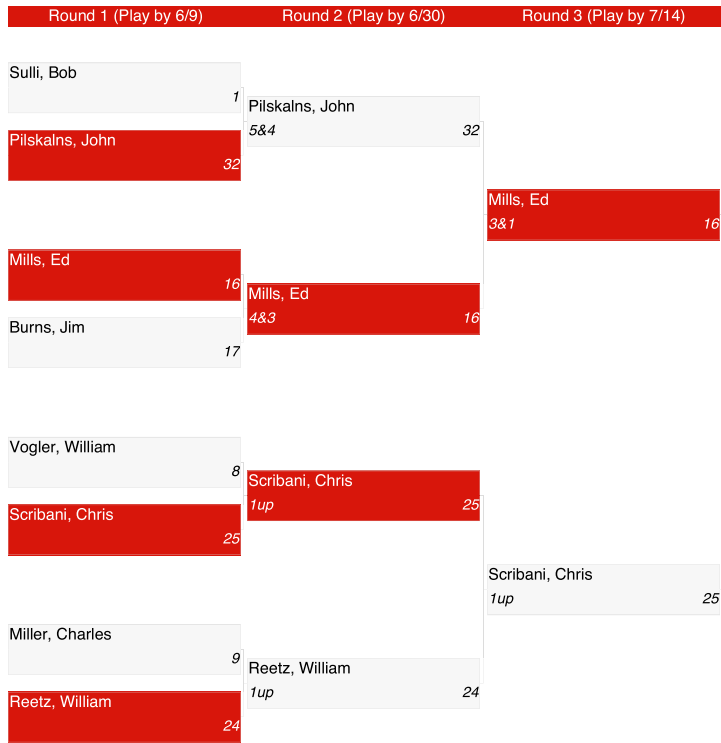 Round 1 (Play by 6/9)
Round 2 (Play by 6/30)
Round 3 (Play by 7/14)
Sulli, Bob
1
Pilskalns, John
32
Mills, Ed
16
Burns, Jim
17
Vogler, William
8
Scribani, Chris
25
Miller, Charles
9
Reetz, William
24
Pilskalns, John
5&4 32
Mills, Ed
4&3 16
Scribani, Chris
1up 25
Reetz, William
1up 24
Mills, Ed
3&1 16
Scribani, Chris
1up 25